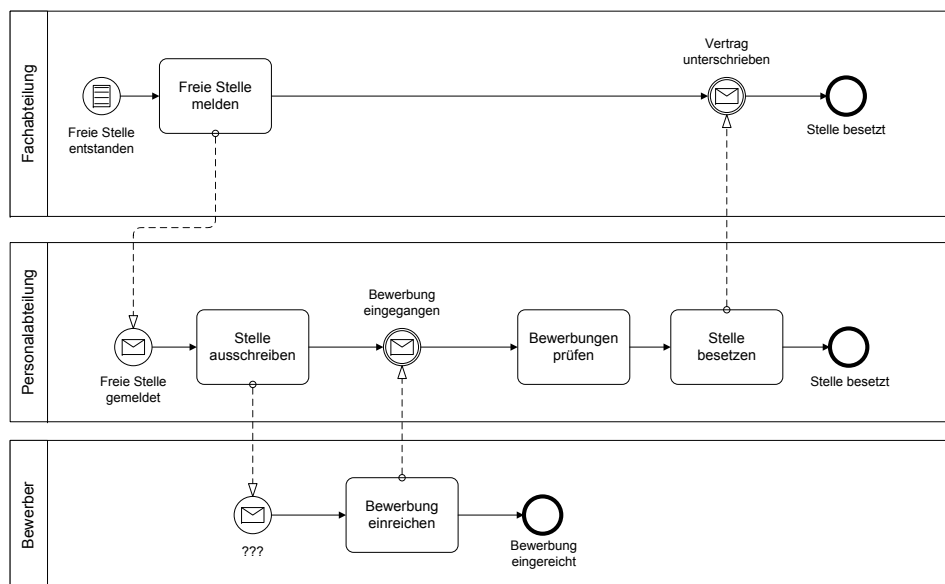 Fachabteilung
Freie Stelle
entstanden
Freie Stelle
melden
Vertrag
unterschrieben
Stelle besetzt
Personalabteilung
Freie Stelle
gemeldet
Stelle
ausschreiben
Bewerbung
eingegangen
Bewerbungen
prüfen
Stelle
besetzen
Stelle besetzt
Bewerber
???
Bewerbung
einreichen
Bewerbung
eingereicht